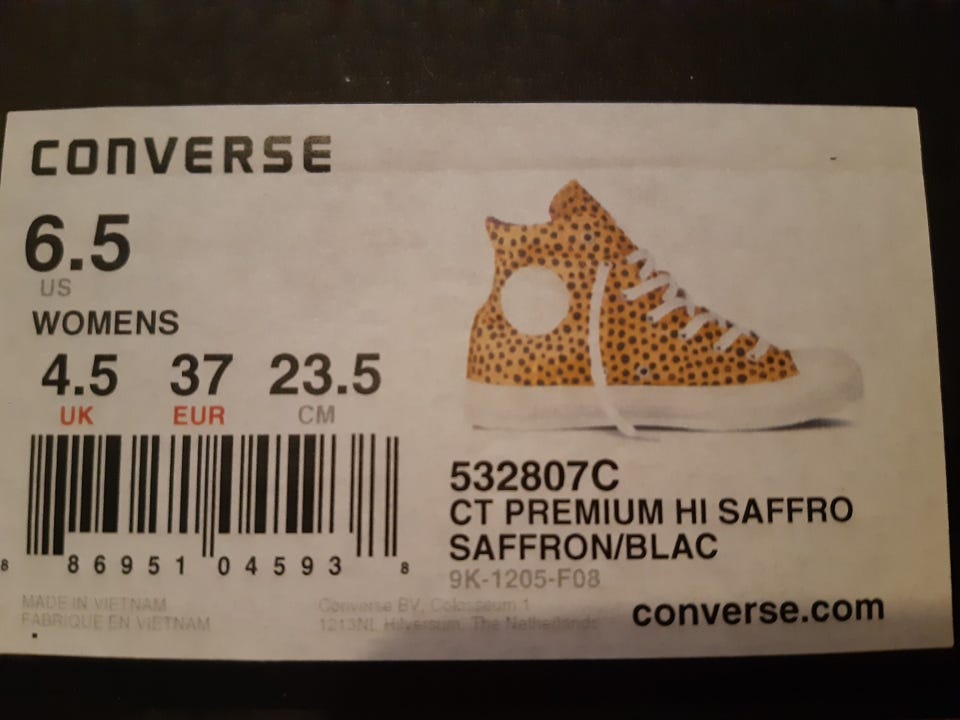 CONVERSE
6.5
US
WOMENS
4.5 37 23.5
UK EUR CM
8 86951 04593 8
532807C
CT PREMIUM HI SAFFRO
SAFFRON/BLAC
9K-1205-F08
MADE IN VIETNAM
FABRIQUE EN VIETNAM
Converse BV, Colosseum 1
1213NL Hilversum, The Netherlands
converse.com